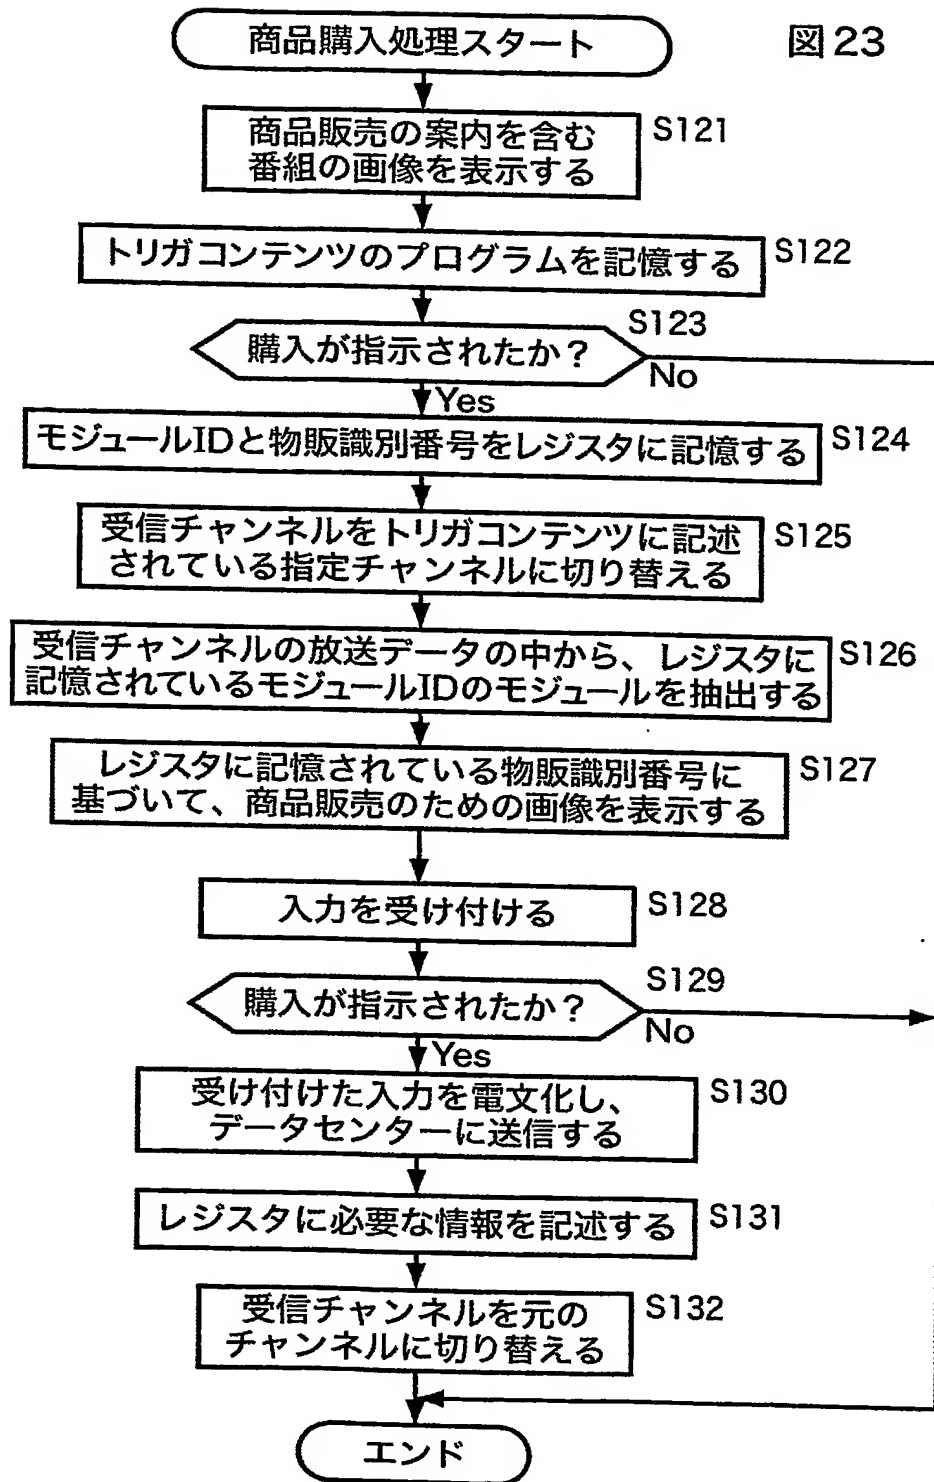 図23
商品購入処理スタート
商品販売の案内を含む
番組の画像を表示する
S121
トリガコンテンツのプログラムを記憶する
S122
購入が指示されたか?
S123
No
Yes
モジュールIDと物販識別番号をレジスタに記憶する
S124
受信チャンネルをトリガコンテンツに記述
されている指定チャンネルに切り替える
S125
受信チャンネルの放送データの中から、レジスタに
記憶されているモジュールIDのモジュールを抽出する
S126
レジスタに記憶されている物販識別番号に
基づいて、商品販売のための画像を表示する
S127
入力を受け付ける
S128
購入が指示されたか?
S129
No
Yes
受け付けた入力を電文化し、
データセンターに送信する
S130
レジスタに必要な情報を記述する
S131
受信チャンネルを元の
チャンネルに切り替える
S132
エンド